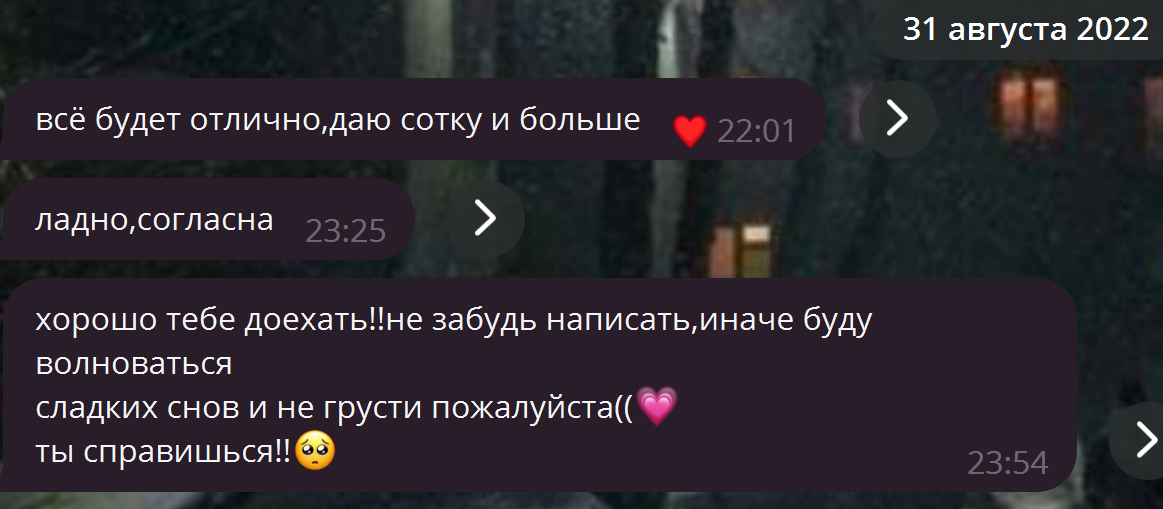 31 августа 2022
всё будет отлично,даю сотку и больше ❤ 22:01
ладно,согласна 23:25
хорошо тебе доехать!!не забудь написать,иначе буду
волноваться
сладких снов и не грусти пожалуйста((💗
ты справишься!!🥺 23:54